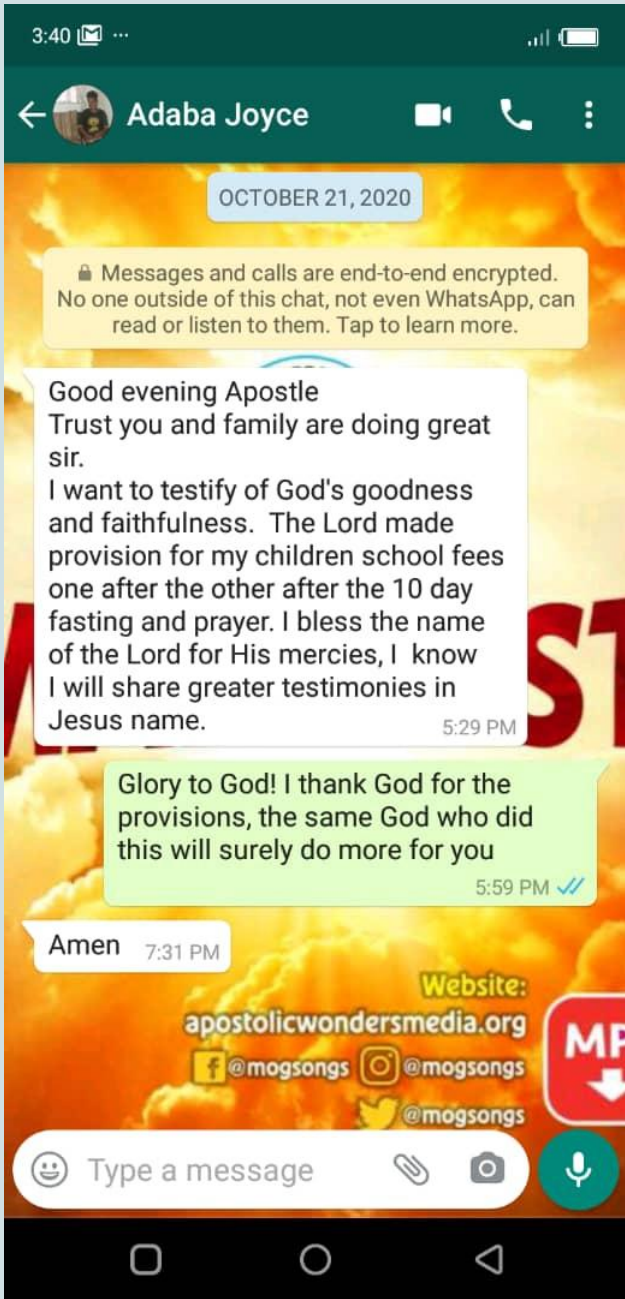 3:40
Adaba Joyce
OCTOBER 21, 2020
Messages and calls are end-to-end encrypted.
No one outside of this chat, not even WhatsApp, can
read or listen to them. Tap to learn more.
Good evening Apostle
Trust you and family are doing great
sir.
I want to testify of God's goodness
and faithfulness.  The Lord made
provision for my children school fees
one after the other after the 10 day
fasting and prayer. I bless the name
of the Lord for His mercies, I  know
I will share greater testimonies in
Jesus name.
5:29 PM
Glory to God! I thank God for the
provisions, the same God who did
this will surely do more for you
5:59 PM
Amen 7:31 PM
Website:
apostolicwondersmedia.org
@mogsongs @mogsongs
@mogsongs
MP
Type a message